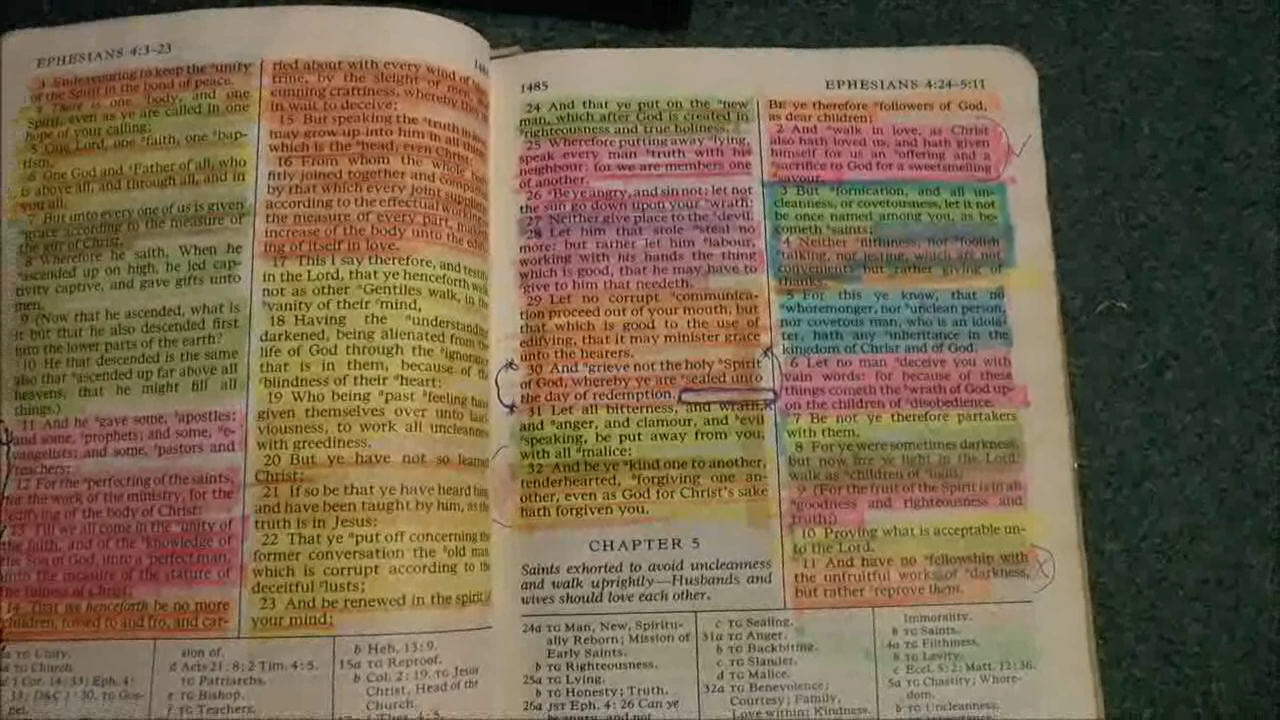 EPHESIANS 4:3-23
3 Endeavouring to keep the unity
of the Spirit in the bond of peace.
4 There is one body, and one
Spirit, even as ye are called in one
hope of your calling;
5 One Lord, one faith, one bap-
tism,
6 One God and Father of all, who
is above all, and through all, and in
you all.
7 But unto every one of us is given
grace according to the measure of
the gift of Christ.
8 Wherefore he saith, When he
ascended up on high, he led cap-
tivity captive, and gave gifts unto
men.
9 (Now that he ascended, what is
it but that he also descended first
into the lower parts of the earth?
10 He that descended is the same
also that ascended up far above all
heavens, that he might fill all
things.)
11 And he gave some, apostles;
and some, prophets; and some, e-
vangelists; and some, pastors and
teachers;
12 For the perfecting of the saints,
for the work of the ministry, for the
edifying of the body of Christ:
13 Till we all come in the unity of
the faith, and of the knowledge of
the Son of God, unto a perfect man,
unto the measure of the stature of
the fulness of Christ:
14 That we henceforth be no more
children, tossed to and fro, and car-
ried about with every wind of
trine, by the sleight of men,
cunning craftiness, whereby
in wait to deceive;
15 But speaking the truth in
may grow up into him in all
which is the head, even Christ:
16 From whom the whole
fitly joined together and
by that which every joint
according to the effectual working
the measure of every part,
increase of the body unto the
ing of itself in love.
17 This I say therefore, and
in the Lord, that ye henceforth
not as other Gentiles walk, in
vanity of their mind,
18 Having the understanding
darkened, being alienated from
life of God through the
that is in them, because of
blindness of their heart:
19 Who being past feeling
given themselves over unto
viousness, to work all
with greediness.
20 But ye have not so learned
Christ;
21 If so be that ye have heard
and have been taught by him, as
truth is in Jesus:
22 That ye put off concerning
former conversation the old man
which is corrupt according to
deceitful lusts;
23 And be renewed in the spirit
your mind;
a TG Unity.
a TG Church
1 Cor. 14:33; Eph. 4:
sion of.
d Acts 21:8; 2 Tim. 4:5.
TG Patriarchs.
e TG Bishop.
f TG Teachers.
b Heb. 13:9.
15a TG Reproof.
b Col. 2:19. TG Jesus
Christ, Head of the
Church.
1485
EPHESIANS 4:24-5:11
24 And that ye put on the new
man, which after God is created in
righteousness and true holiness.
25 Wherefore putting away lying,
speak every man truth with his
neighbour: for we are members one
of another.
26 Be ye angry, and sin not: let not
the sun go down upon your wrath:
27 Neither give place to the devil.
28 Let him that stole steal no
more: but rather let him labour,
working with his hands the thing
which is good, that he may have to
give to him that needeth.
29 Let no corrupt communica-
tion proceed out of your mouth, but
that which is good to the use of
edifying, that it may minister grace
unto the hearers.
30 And grieve not the holy Spirit
of God, whereby ye are sealed unto
the day of redemption.
31 Let all bitterness, and wrath,
and anger, and clamour, and evil
speaking, be put away from you,
with all malice:
32 And be ye kind one to another,
tenderhearted, forgiving one an-
other, even as God for Christ's sake
hath forgiven you.
CHAPTER 5
Saints exhorted to avoid uncleanness
and walk uprightly—Husbands and
wives should love each other.
BE ye therefore followers of God,
as dear children;
2 And walk in love, as Christ
also hath loved us, and hath given
himself for us an offering and a
sacrifice to God for a sweetsmelling
savour.
3 But fornication, and all un-
cleanness, or covetousness, let it not
be once named among you, as be-
cometh saints;
4 Neither filthiness, nor foolish
talking, nor jesting, which are not
convenient: but rather giving of
thanks.
5 For this ye know, that no
whoremonger, nor unclean person,
nor covetous man, who is an idola-
ter, hath any inheritance in the
kingdom of Christ and of God.
6 Let no man deceive you with
vain words: for because of these
things cometh the wrath of God up-
on the children of disobedience.
7 Be not ye therefore partakers
with them.
8 For ye were sometimes darkness,
but now are ye light in the Lord:
walk as children of light:
9 (For the fruit of the Spirit is in all
goodness and righteousness and
truth;)
10 Proving what is acceptable un-
to the Lord.
11 And have no fellowship with
the unfruitful works of darkness,
but rather reprove them.
24a TG Man, New, Spiritu-
ally Reborn; Mission of
Early Saints.
b TG Righteousness.
25a TG Lying.
b TG Honesty; Truth.
26a JST Eph. 4:26 Can ye
be angry, and not
c TG Sealing.
31a TG Anger.
b TG Backbiting.
c TG Slander.
d TG Malice.
32a TG Benevolence;
Courtesy; Family,
Love within; Kindness.
Immorality.
b TG Saints.
4a TG Filthiness.
b TG Levity.
c Eccl. 5:2; Matt. 12:36.
5a TG Chastity; Whore-
dom.
b TG Uncleanness.